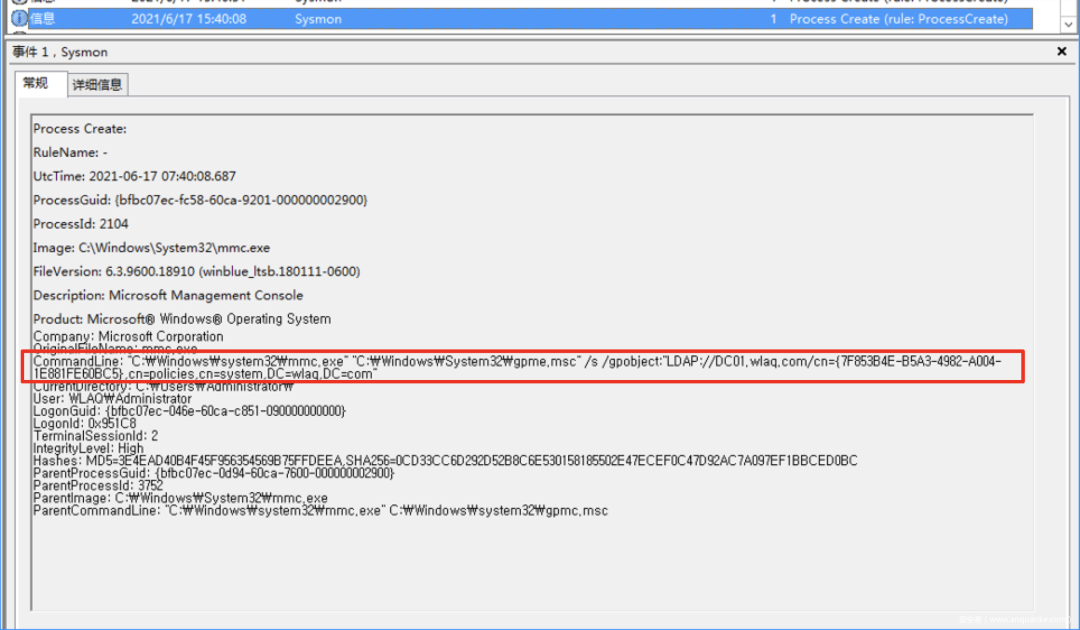 信息 2021/6/17 15:40:08 Sysmon 1 Process Create (rule: ProcessCreate)
事件 1，Sysmon
常规 详细信息
Process Create:
RuleName: -
UtcTime: 2021-06-17 07:40:08.687
ProcessGuid: {bfbc07ec-fc58-60ca-9201-000000002900}
ProcessId: 2104
Image: C:\Windows\System32\mmc.exe
FileVersion: 6.3.9600.18910 (winblue_ltsb.180111-0600)
Description: Microsoft Management Console
Product: Microsoft® Windows® Operating System
Company: Microsoft Corporation
OriginalFileName: mmc.exe
CommandLine: "C:₩Windows₩system32₩mmc.exe" "C:₩Windows₩System32₩gpme.msc" /s /gpobject:"LDAP://DC01.wlaq.com/cn={7F853B4E-B5A3-4982-A004-
1E881FE60BC5},cn=policies,cn=system,DC=wlaq,DC=com"
CurrentDirectory: C:₩Users₩Administrator₩
User: WLAQ₩Administrator
LogonGuid: {bfbc07ec-046e-60ca-c851-090000000000}
LogonId: 0x951C8
TerminalSessionId: 2
IntegrityLevel: High
Hashes: MD5=3E4EAD40B4F45F956354569B75FFDEEA,SHA256=0CD33CC6D292D52B8C6E530158185502E47ECEF0C47D92AC7A097EF1BBCED0BC
ParentProcessGuid: {bfbc07ec-0d94-60ca-7600-000000002900}
ParentProcessId: 3752
ParentImage: C:₩Windows₩System32₩mmc.exe
ParentCommandLine: "C:₩Windows₩system32₩mmc.exe" C:₩Windows₩system32₩gpmc.msc